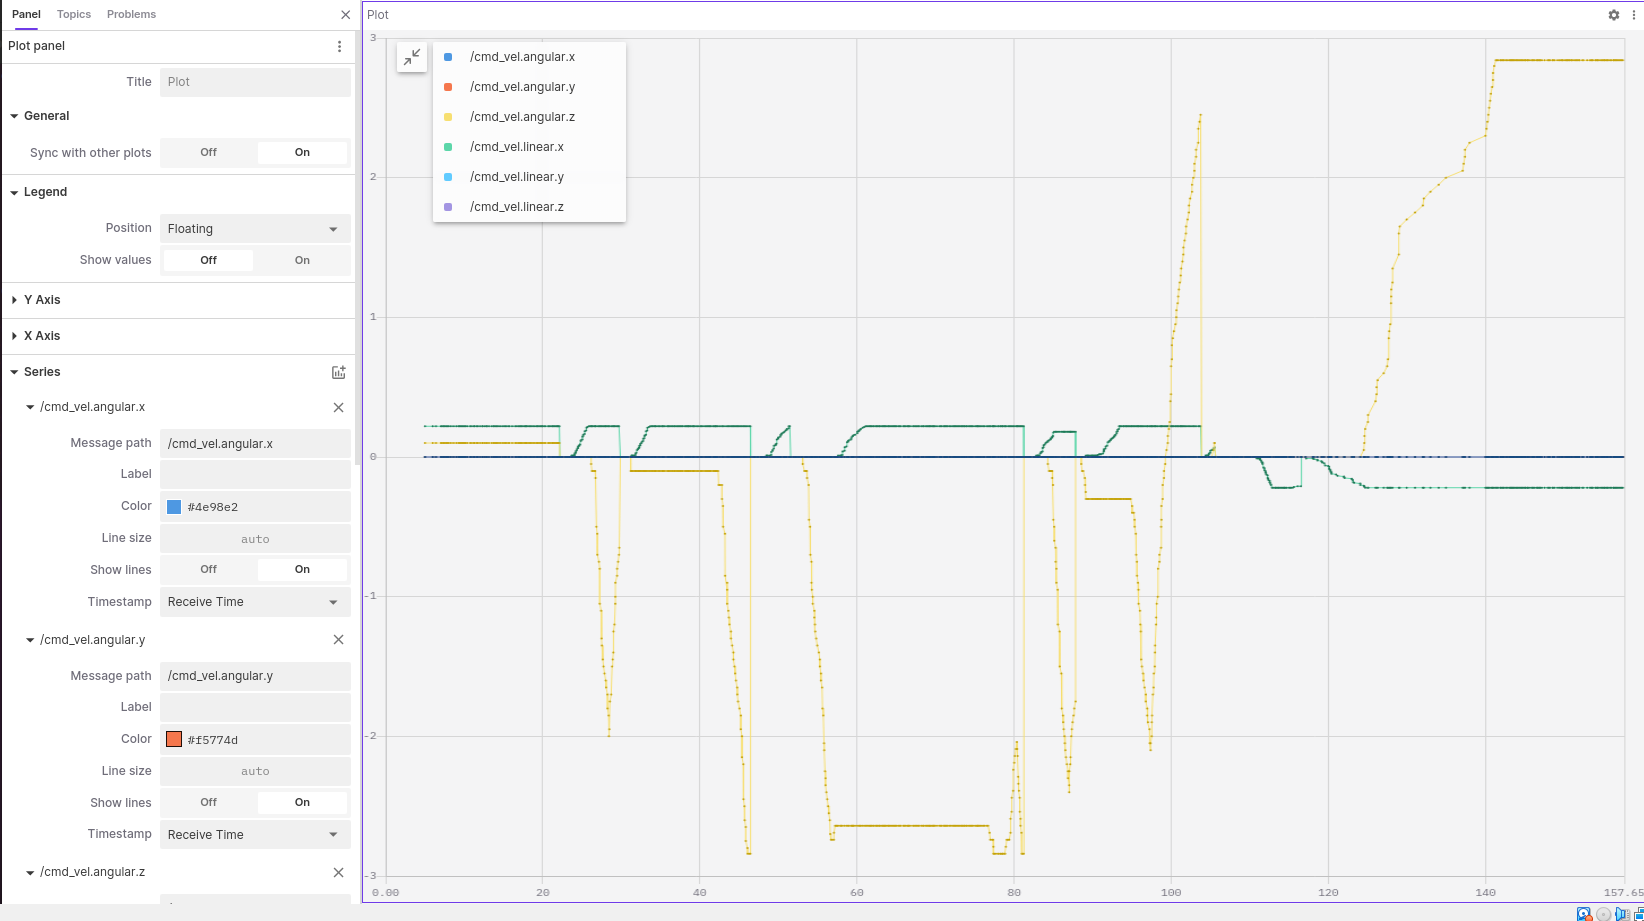 Panel Topics Problems
Plot panel
Title Plot
General
Sync with other plots Off On
Legend
Position Floating
Show values Off On
Y Axis
X Axis
Series
/cmd_vel.angular.x
Message path /cmd_vel.angular.x
Label
Color #4e98e2
Line size auto
Show lines Off On
Timestamp Receive Time
/cmd_vel.angular.y
Message path /cmd_vel.angular.y
Label
Color #f5774d
Line size auto
Show lines Off On
Timestamp Receive Time
/cmd_vel.angular.z
Plot
/cmd_vel.angular.x
/cmd_vel.angular.y
/cmd_vel.angular.z
/cmd_vel.linear.x
/cmd_vel.linear.y
/cmd_vel.linear.z
3
2
1
0
-1
-2
-3
0.00 20 40 60 80 100 120 140 157.65